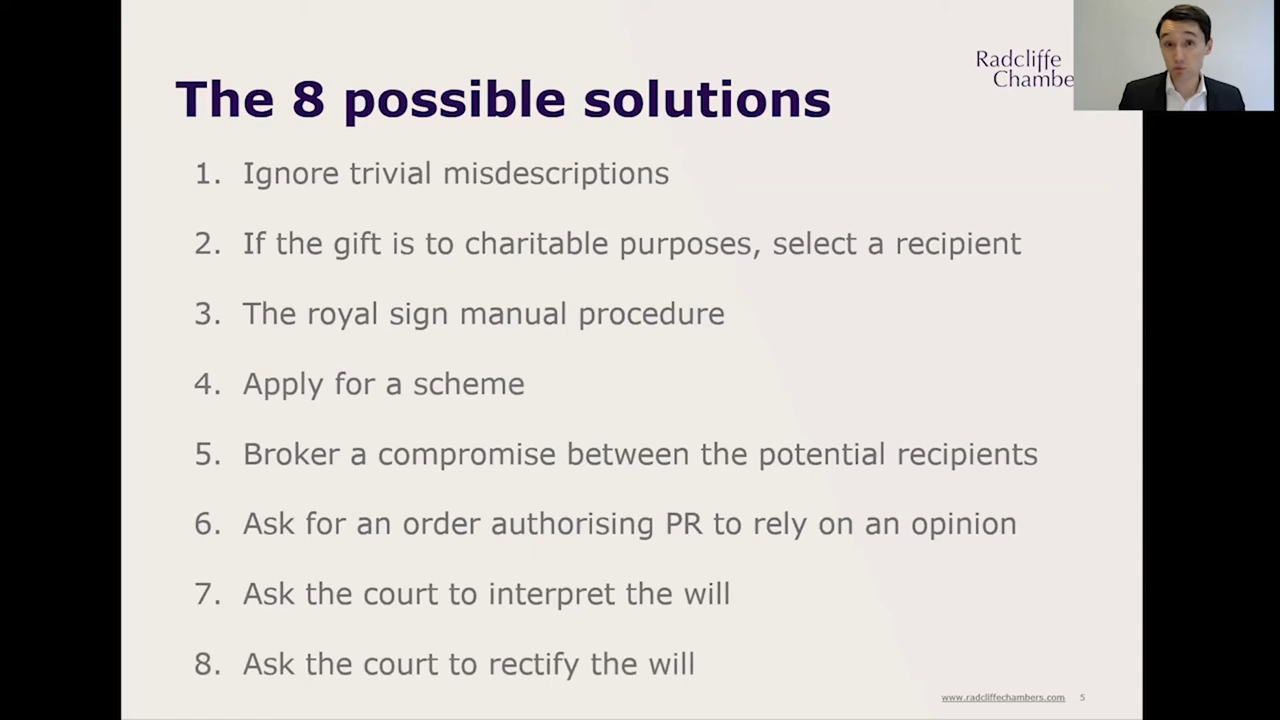 Radcliffe
Chambe
The 8 possible solutions
1. Ignore trivial misdescriptions
2. If the gift is to charitable purposes, select a recipient
3. The royal sign manual procedure
4. Apply for a scheme
5. Broker a compromise between the potential recipients
6. Ask for an order authorising PR to rely on an opinion
7. Ask the court to interpret the will
8. Ask the court to rectify the will
www.radcliffechambers.com 5